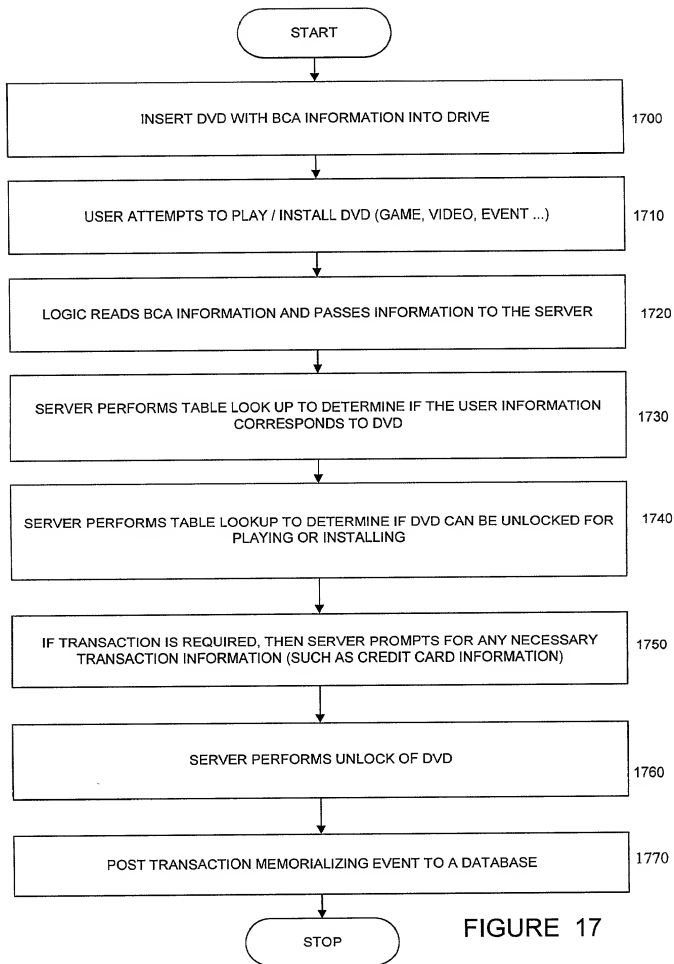 START
INSERT DVD WITH BCA INFORMATION INTO DRIVE
1700
USER ATTEMPTS TO PLAY / INSTALL DVD (GAME, VIDEO, EVENT ...)
1710
LOGIC READS BCA INFORMATION AND PASSES INFORMATION TO THE SERVER
1720
SERVER PERFORMS TABLE LOOK UP TO DETERMINE IF THE USER INFORMATION
CORRESPONDS TO DVD
1730
SERVER PERFORMS TABLE LOOKUP TO DETERMINE IF DVD CAN BE UNLOCKED FOR
PLAYING OR INSTALLING
1740
IF TRANSACTION IS REQUIRED, THEN SERVER PROMPTS FOR ANY NECESSARY
TRANSACTION INFORMATION (SUCH AS CREDIT CARD INFORMATION)
1750
SERVER PERFORMS UNLOCK OF DVD
1760
POST TRANSACTION MEMORIALIZING EVENT TO A DATABASE
1770
STOP
FIGURE 17